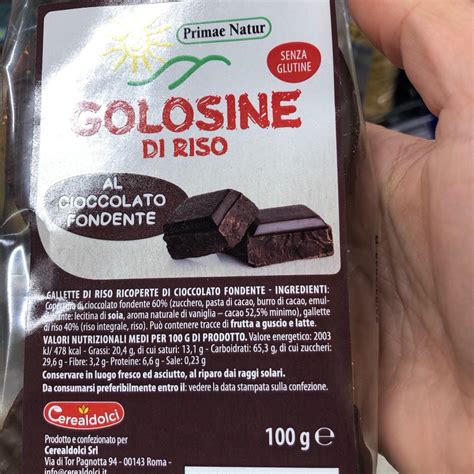 Primae Natur
SENZA
GLUTINE
GOLOSINE
DI RISO
AL
CIOCCOLATO
FONDENTE
GALLETTE DI RISO RICOPERTE DI CIOCCOLATO FONDENTE - INGREDIENTI:
Copertura di cioccolato fondente 60% (zucchero, pasta di cacao, burro di cacao, emul-
lecitina di soia, aroma naturale di vaniglia – cacao 52,5% minimo), gallette
di riso 40% (riso integrale, riso). Può contenere tracce di frutta a guscio e latte.
VALORI NUTRIZIONALI MEDI PER 100 G DI PRODOTTO. Valore energetico: 2003
kJ/ 478 kcal - Grassi: 20,4 g, di cui saturi: 13,1 g - Carboidrati: 65,3 g, di cui zuccheri:
29,6 g - Fibre: 3,2 g- Proteine: 6,6 g - Sale: 0,23 g
Conservare in luogo fresco ed asciutto, al riparo dai raggi solari.
Da consumarsi preferibilmente entro il: vedere la data stampata sulla confezione.
Cerealdolci
Prodotto e confezionato per
Cerealdolci Srl
Via di Tor Pagnotta 94 - 00143 Roma -
info@cerealdolci.it
100 g e